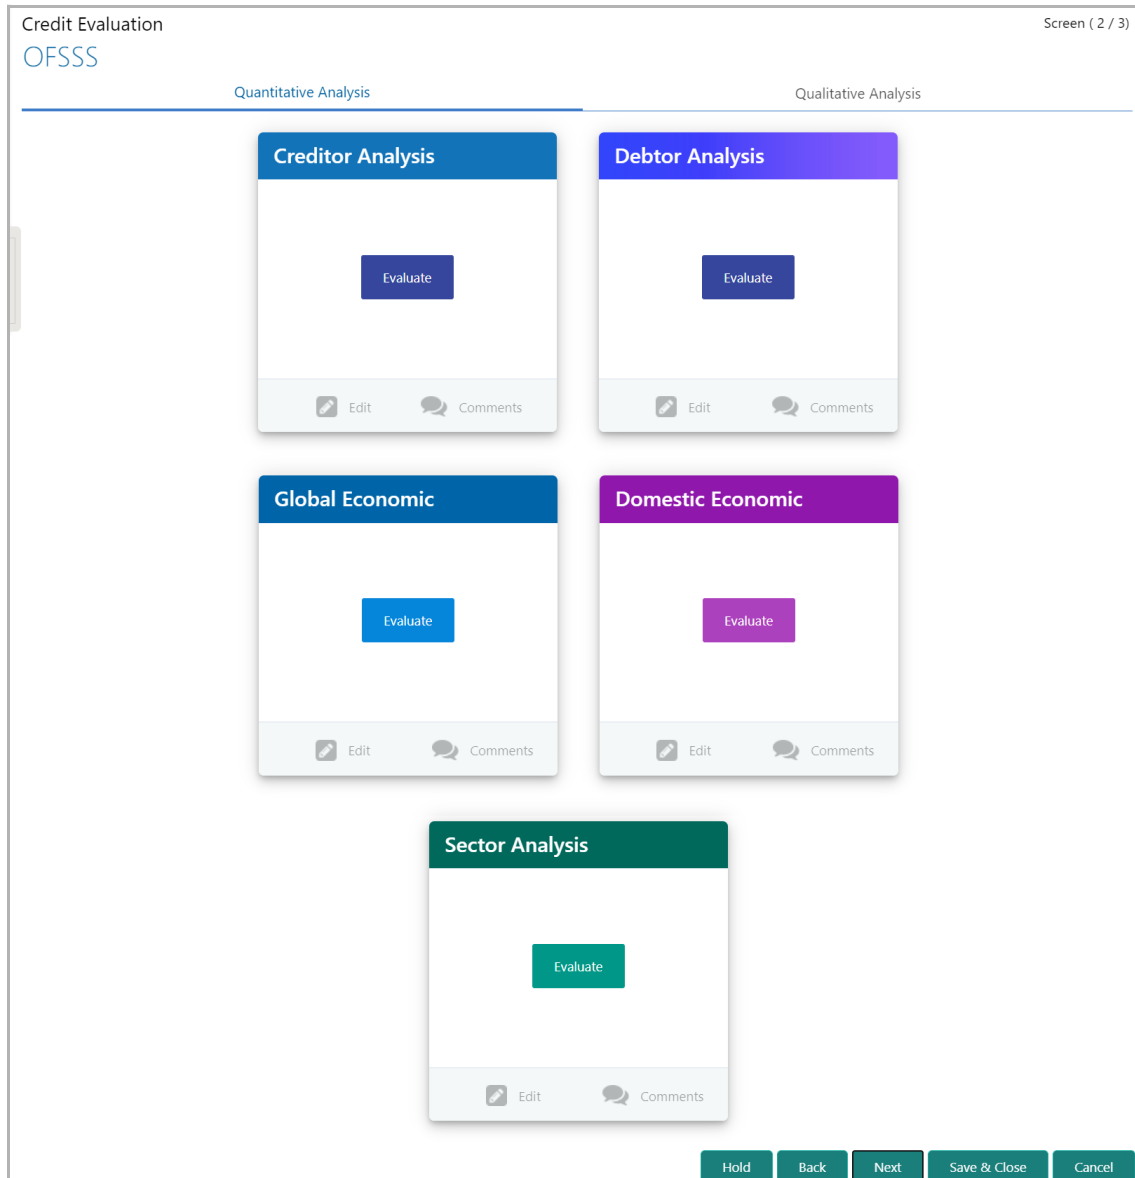 Credit Evaluation
Screen ( 2 / 3)
OFSSS
Quantitative Analysis
Qualitative Analysis
Creditor Analysis
Debtor Analysis
Evaluate
Evaluate
Edit
Comments
Edit
Comments
Global Economic
Domestic Economic
Evaluate
Evaluate
Edit
Comments
Edit
Comments
Sector Analysis
Evaluate
Edit
Comments
Hold
Back
Next
Save & Close
Cancel